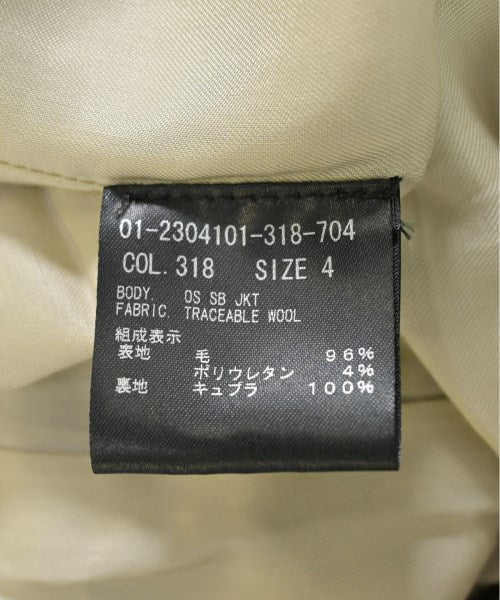 01-2304101-318-704
COL. 318 SIZE 4
BODY. OS SB JKT
FABRIC. TRACEABLE WOOL
組成表示
表地 毛 96%
ポリウレタン 4%
裏地 キュプラ 100%